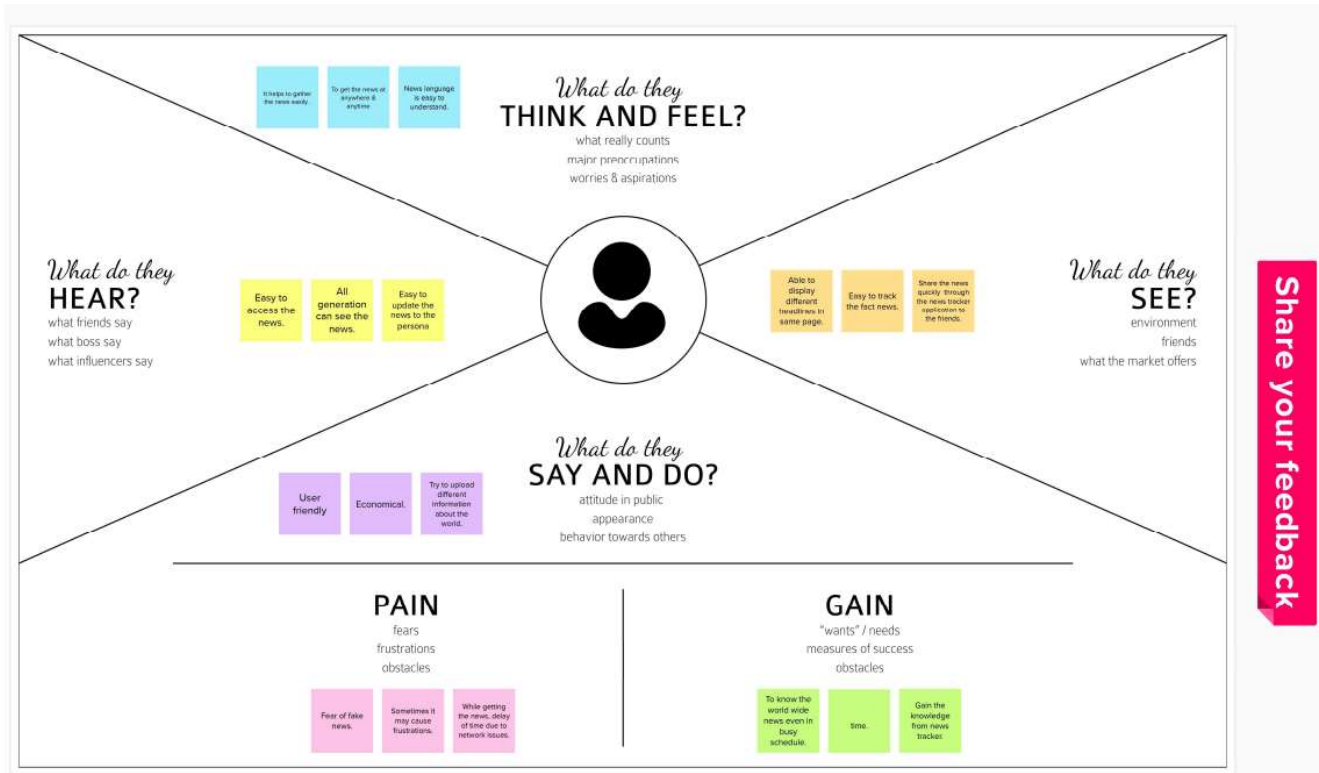 It helps to gather
the news easily.
To get the news at
anywhere &
anytime
News language
is easy to
understand.
What do they
THINK AND FEEL?
what really counts
major preoccupations
worries & aspirations
What do they
HEAR?
what friends say
what boss say
what influencers say
Easy to
access the
news.
All
generation
can see the
news.
Easy to
update the
news to the
persona
Able to
display
different
headlines in
same page.
Easy to track
the fact news.
Share the news
quickly through
the news tracker
application to
the friends.
What do they
SEE?
environment
friends
what the market offers
What do they
SAY AND DO?
attitude in public
appearance
behavior towards others
User
friendly
Economical.
Try to upload
different
information
about the
world.
PAIN
fears
frustrations
obstacles
Fear of fake
news.
Sometimes it
may cause
frustrations.
While getting
the news, delay
of time due to
network issues.
GAIN
"wants" / needs
measures of success
obstacles
To know the
world wide
news even in
busy
schedule.
time.
Gain the
knowledge
from news
tracker.
Share your feedback